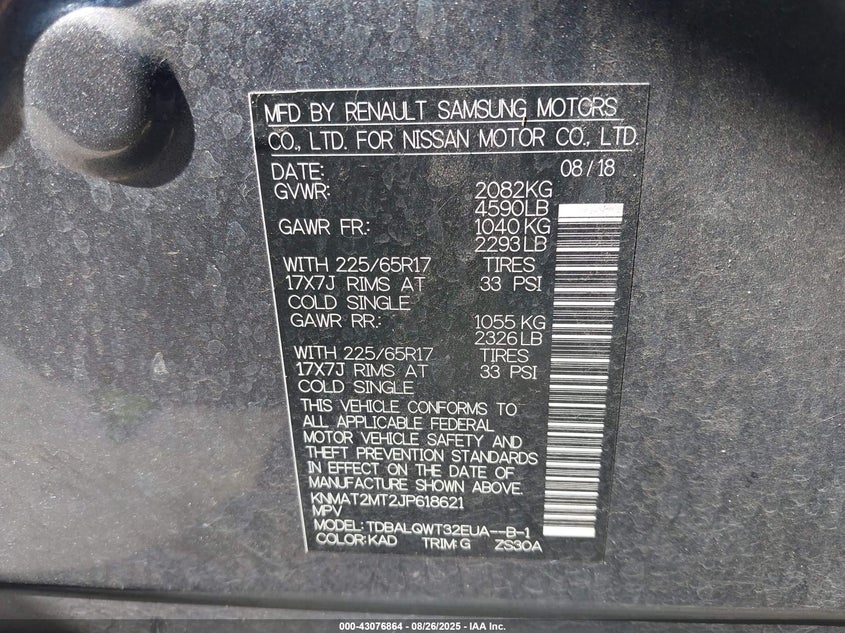 MFD BY RENAULT SAMSUNG MOTORS
CO., LTD. FOR NISSAN MOTOR CO., LTD.
DATE: 08/18
GVWR: 2082KG
4590LB
GAWR FR.: 1040 KG
2293LB
WITH 225/65R17 TIRES
17X7J RIMS AT 33 PSI
COLD SINGLE
GAWR RR.: 1055 KG
2326LB
WITH 225/65R17 TIRES
17X7J RIMS AT 33 PSI
COLD SINGLE
THIS VEHICLE CONFORMS TO
ALL APPLICABLE FEDERAL
MOTOR VEHICLE SAFETY AND
THEFT PREVENTION STANDARDS
IN EFFECT ON THE DATE OF
MANUFACTURE SHOWN ABOVE.
KNMAT2MT2JP618621
MPV
MODEL: TDBALQWT32EUA--B-1
COLOR:KAD TRIM:G ZS30A
000-43076864 - 08/26/2025 - IAA Inc.